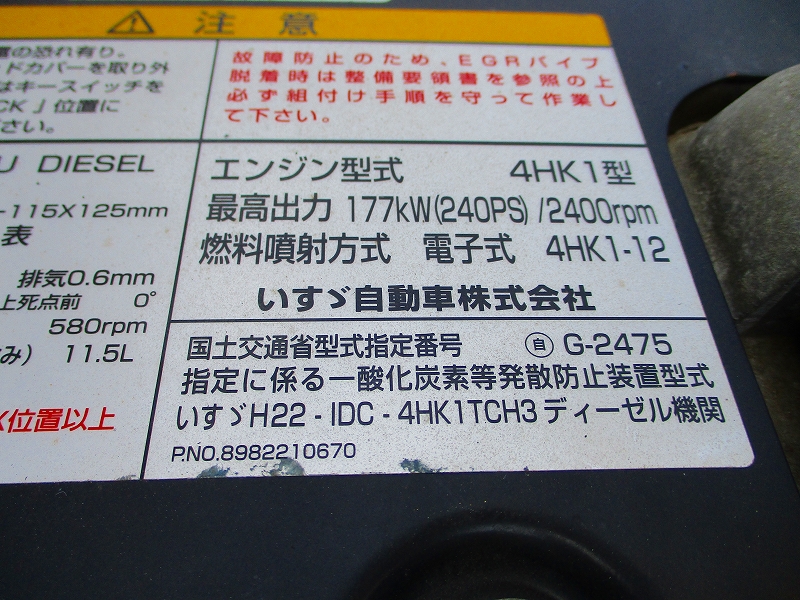 ⚠ 注意
の恐れ有り。
ドカバーを取り外
はキースイッチを
CK」位置に
ださい。
故障防止のため、EGRパイプ
脱着時は整備要領書を参照の上
必ず組付け手順を守って作業し
て下さい。
U DIESEL
-115X125mm
表
排気0.6mm
上死点前 0°
580rpm
み) 11.5L
位置以上
エンジン型式 4HK1型
最高出力 177kW(240PS) /2400rpm
燃料噴射方式 電子式 4HK1-12
いすゞ自動車株式会社
国土交通省型式指定番号 ㊀自 G-2475
指定に係る一酸化炭素等発散防止装置型式
いすゞH22 - IDC - 4HK1TCH3 ディーゼル機関
P.NO.8982210670